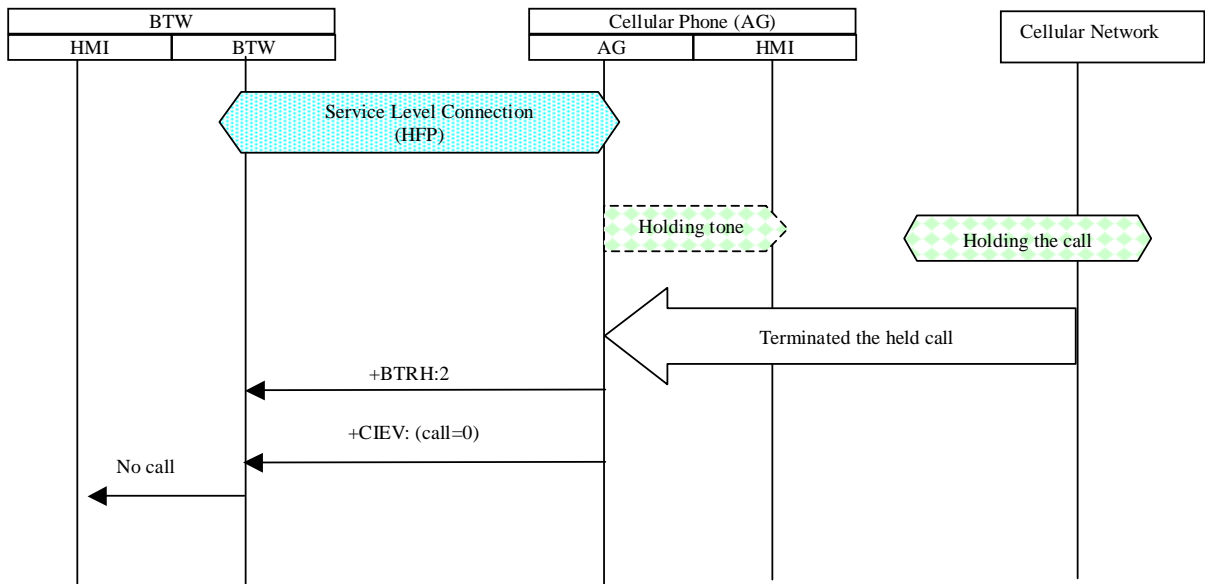 BTW
Cellular Phone (AG)
Cellular Network
HMI
BTW
AG
HMI
Service Level Connection
(HFP)
Holding tone
Holding the call
Terminated the held call
+BTRH:2
+CIEV: (call=0)
No call